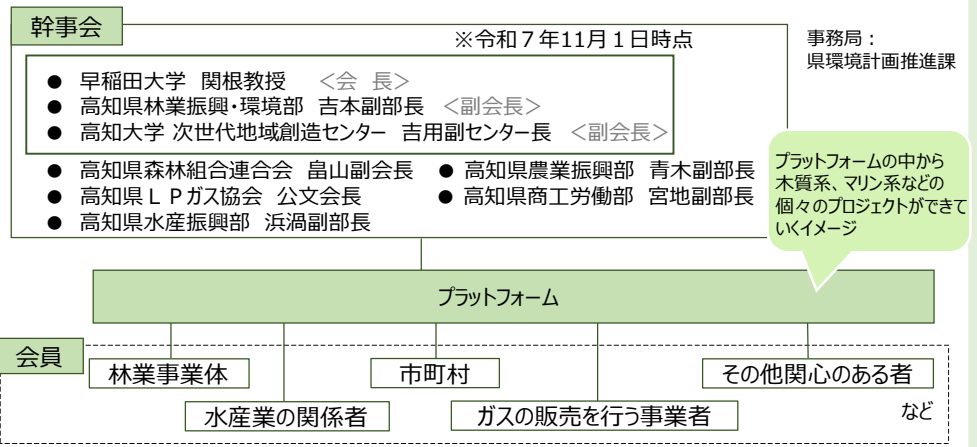 幹事会
※令和７年11月１日時点
事務局：
県環境計画推進課
● 早稲田大学 関根教授 ＜会 長＞
● 高知県林業振興・環境部 吉本副部長 ＜副会長＞
● 高知大学 次世代地域創造センター 吉用副センター長 ＜副会長＞
● 高知県森林組合連合会 畠山副会長
● 高知県農業振興部 青木副部長
● 高知県ＬＰガス協会 公文会長
● 高知県商工労働部 宮地副部長
● 高知県水産振興部 浜渦副部長
プラットフォームの中から
木質系、マリン系などの
個々のプロジェクトができて
いくイメージ
プラットフォーム
会員
林業事業体
市町村
その他関心のある者
水産業の関係者
ガスの販売を行う事業者
など